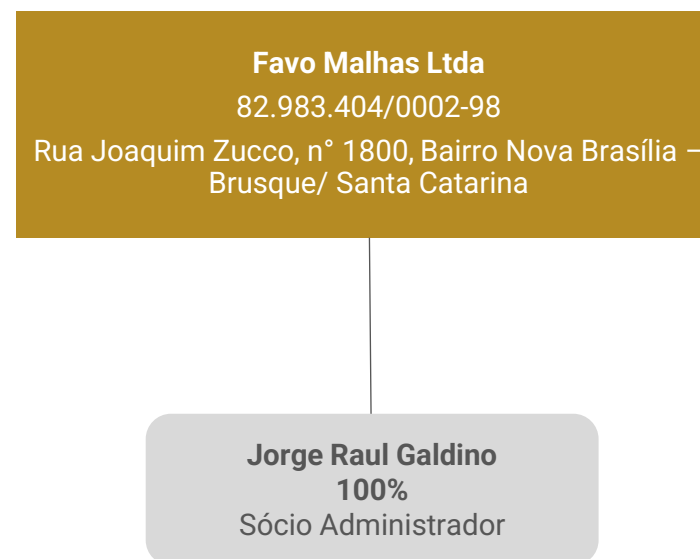 Favo Malhas Ltda
82.983.404/0002-98
Rua Joaquim Zucco, n° 1800, Bairro Nova Brasília –
Brusque/ Santa Catarina
Jorge Raul Galdino
100%
Sócio Administrador